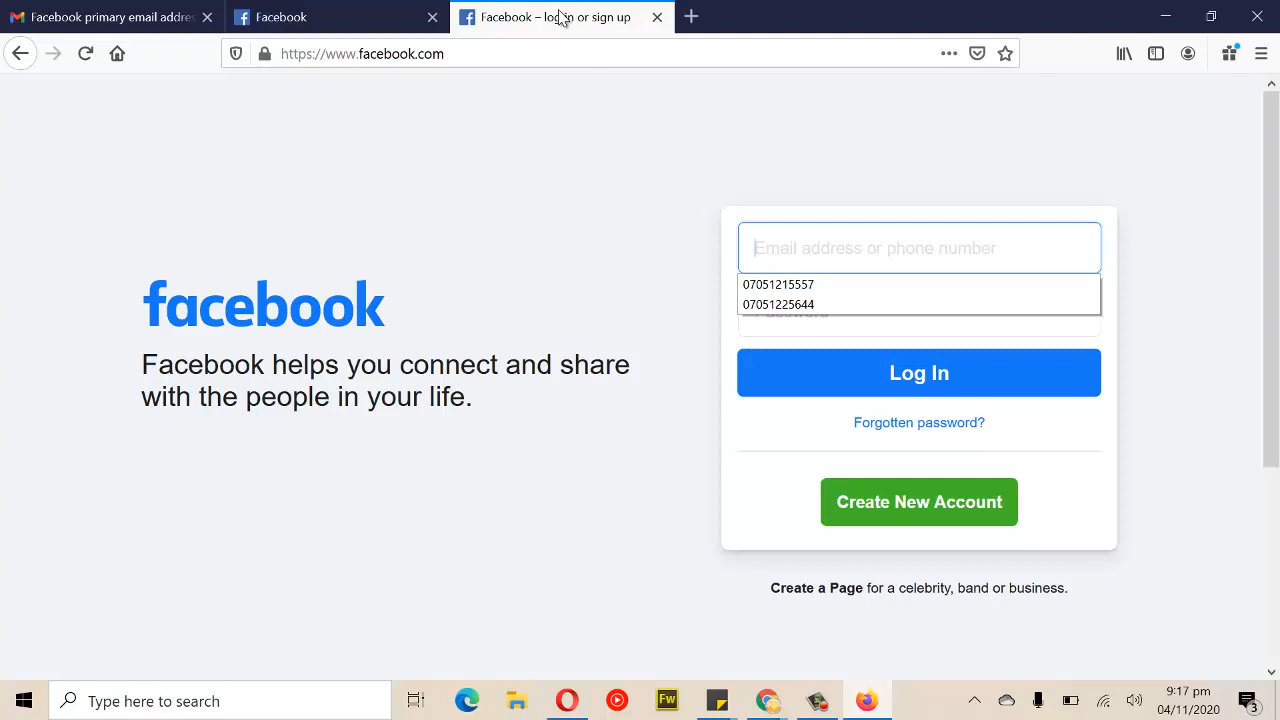 Facebook primary email addres
Facebook
Facebook – log in or sign up
https://www.facebook.com
Email address or phone number
07051215557
07051225644
facebook
Facebook helps you connect and share
with the people in your life.
Log In
Forgotten password?
Create New Account
Create a Page for a celebrity, band or business.
Type here to search
Fw
9:17 pm
04/11/2020
3